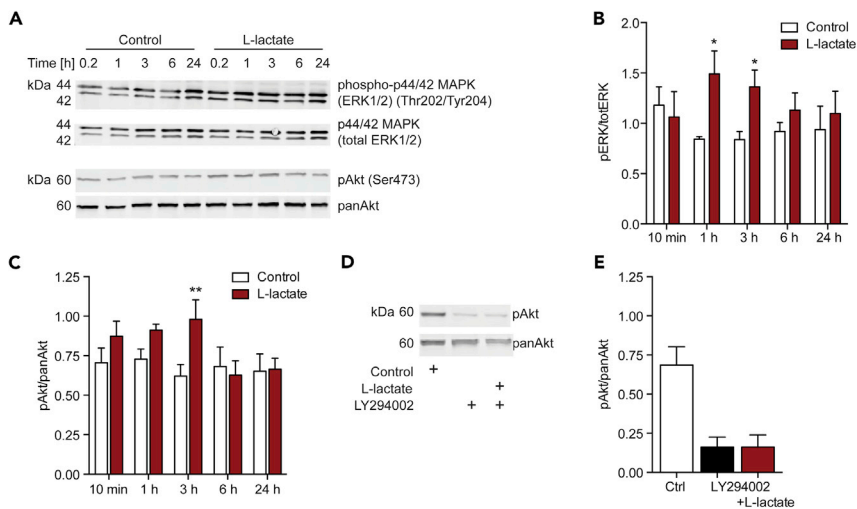 A
Control L-lactate
Time [h] 0.2 1 3 6 24 0.2 1 3 6 24
kDa 44 phospho-p44/42 MAPK
42 (ERK1/2) (Thr202/Tyr204)
44 p44/42 MAPK
42 (total ERK1/2)
kDa 60 pAkt (Ser473)
60 panAkt
B
Control
L-lactate
pERK/totERK
2.0
1.5
1.0
0.5
0.0
* *
10 min 1 h 3 h 6 h 24 h
C
Control
L-lactate
pAkt/panAkt
1.25
1.00
0.75
0.50
0.25
0.00
**
10 min 1 h 3 h 6 h 24 h
D
kDa 60 pAkt
60 panAkt
Control +
L-lactate +
LY294002 + +
E
pAkt/panAkt
1.25
1.00
0.75
0.50
0.25
0.00
Ctrl LY294002
+L-lactate